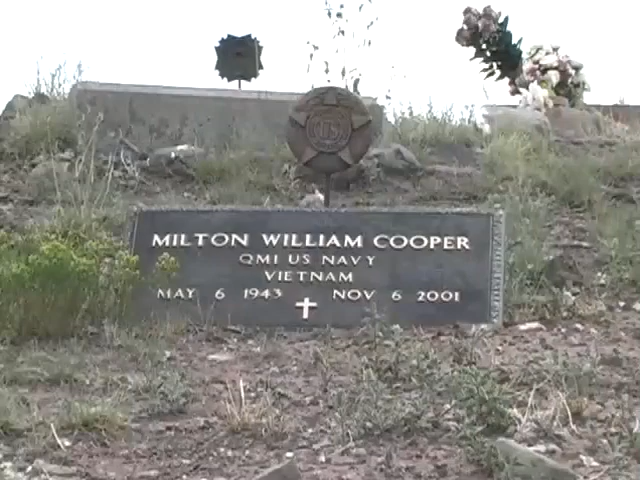 MILTON WILLIAM COOPER
QM1 US NAVY
VIETNAM
MAY 6 1943 NOV 6 2001